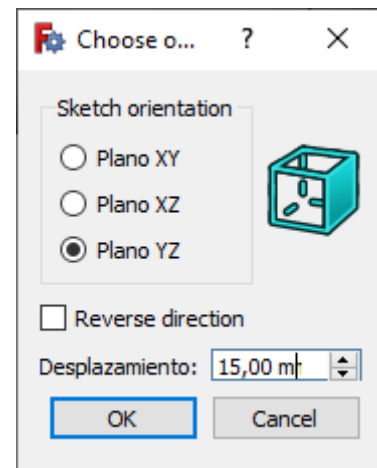 Choose o... ?
Sketch orientation
Plano XY
Plano XZ
Plano YZ
Reverse direction
Desplazamiento: 15,00 m
OK Cancel